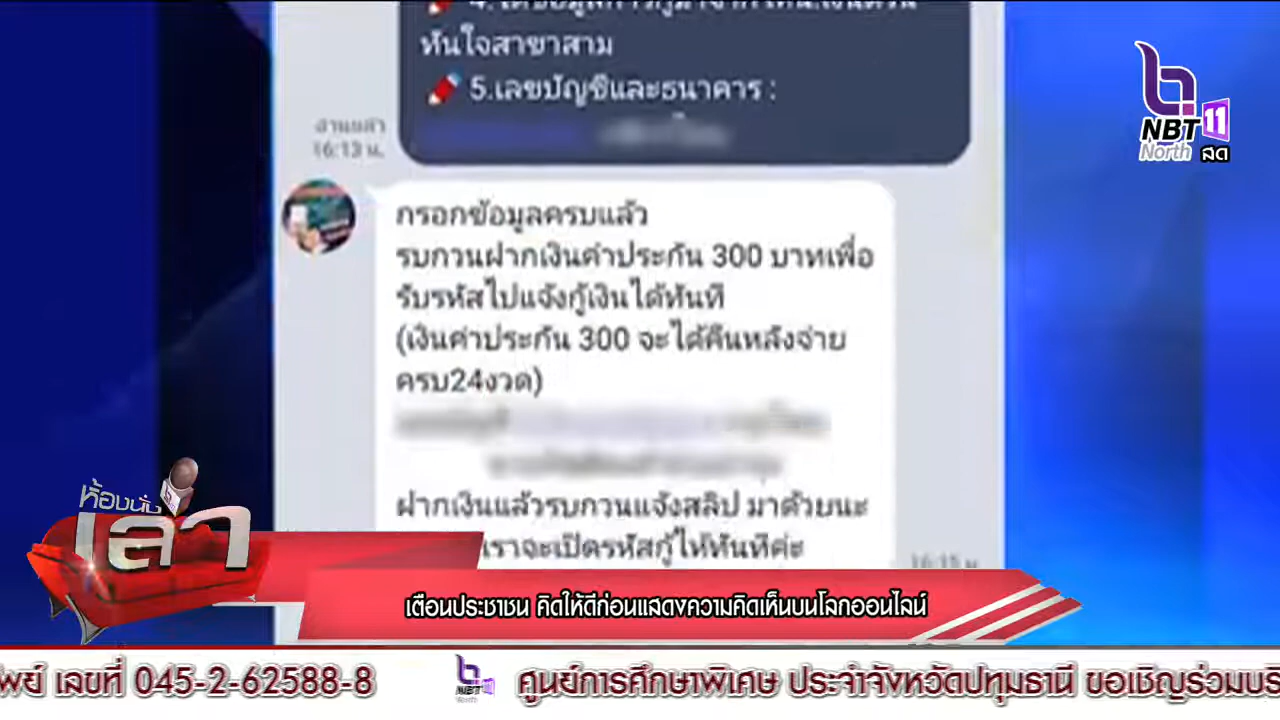 ทันใจสาขาสาม
5.เลขบัญชีและธนาคาร :
อ่านแล้ว
16:13 น.
กรอกข้อมูลครบแล้ว
รบกวนฝากเงินค่าประกัน 300 บาทเพื่อ
รับรหัสไปแจ้งกู้เงินได้ทันที
(เงินค่าประกัน 300 จะได้คืนหลังจ่าย
ครบ24งวด)
ฝากเงินแล้วรบกวนแจ้งสลิป มาด้วยนะ
เราจะเปิดรหัสกู้ให้ทันทีค่ะ
16:15 น.
NBT 11
North สด
ห้องนั่ง
เล่า
เตือนประชาชน คิดให้ดีก่อนแสดงความคิดเห็นบนโลกออนไลน์
เลขที่ 045-2-62588-8 NBT 11 North ศูนย์การศึกษาพิเศษ ประจำจังหวัดปทุมธานี ขอเชิญร่วมบริ